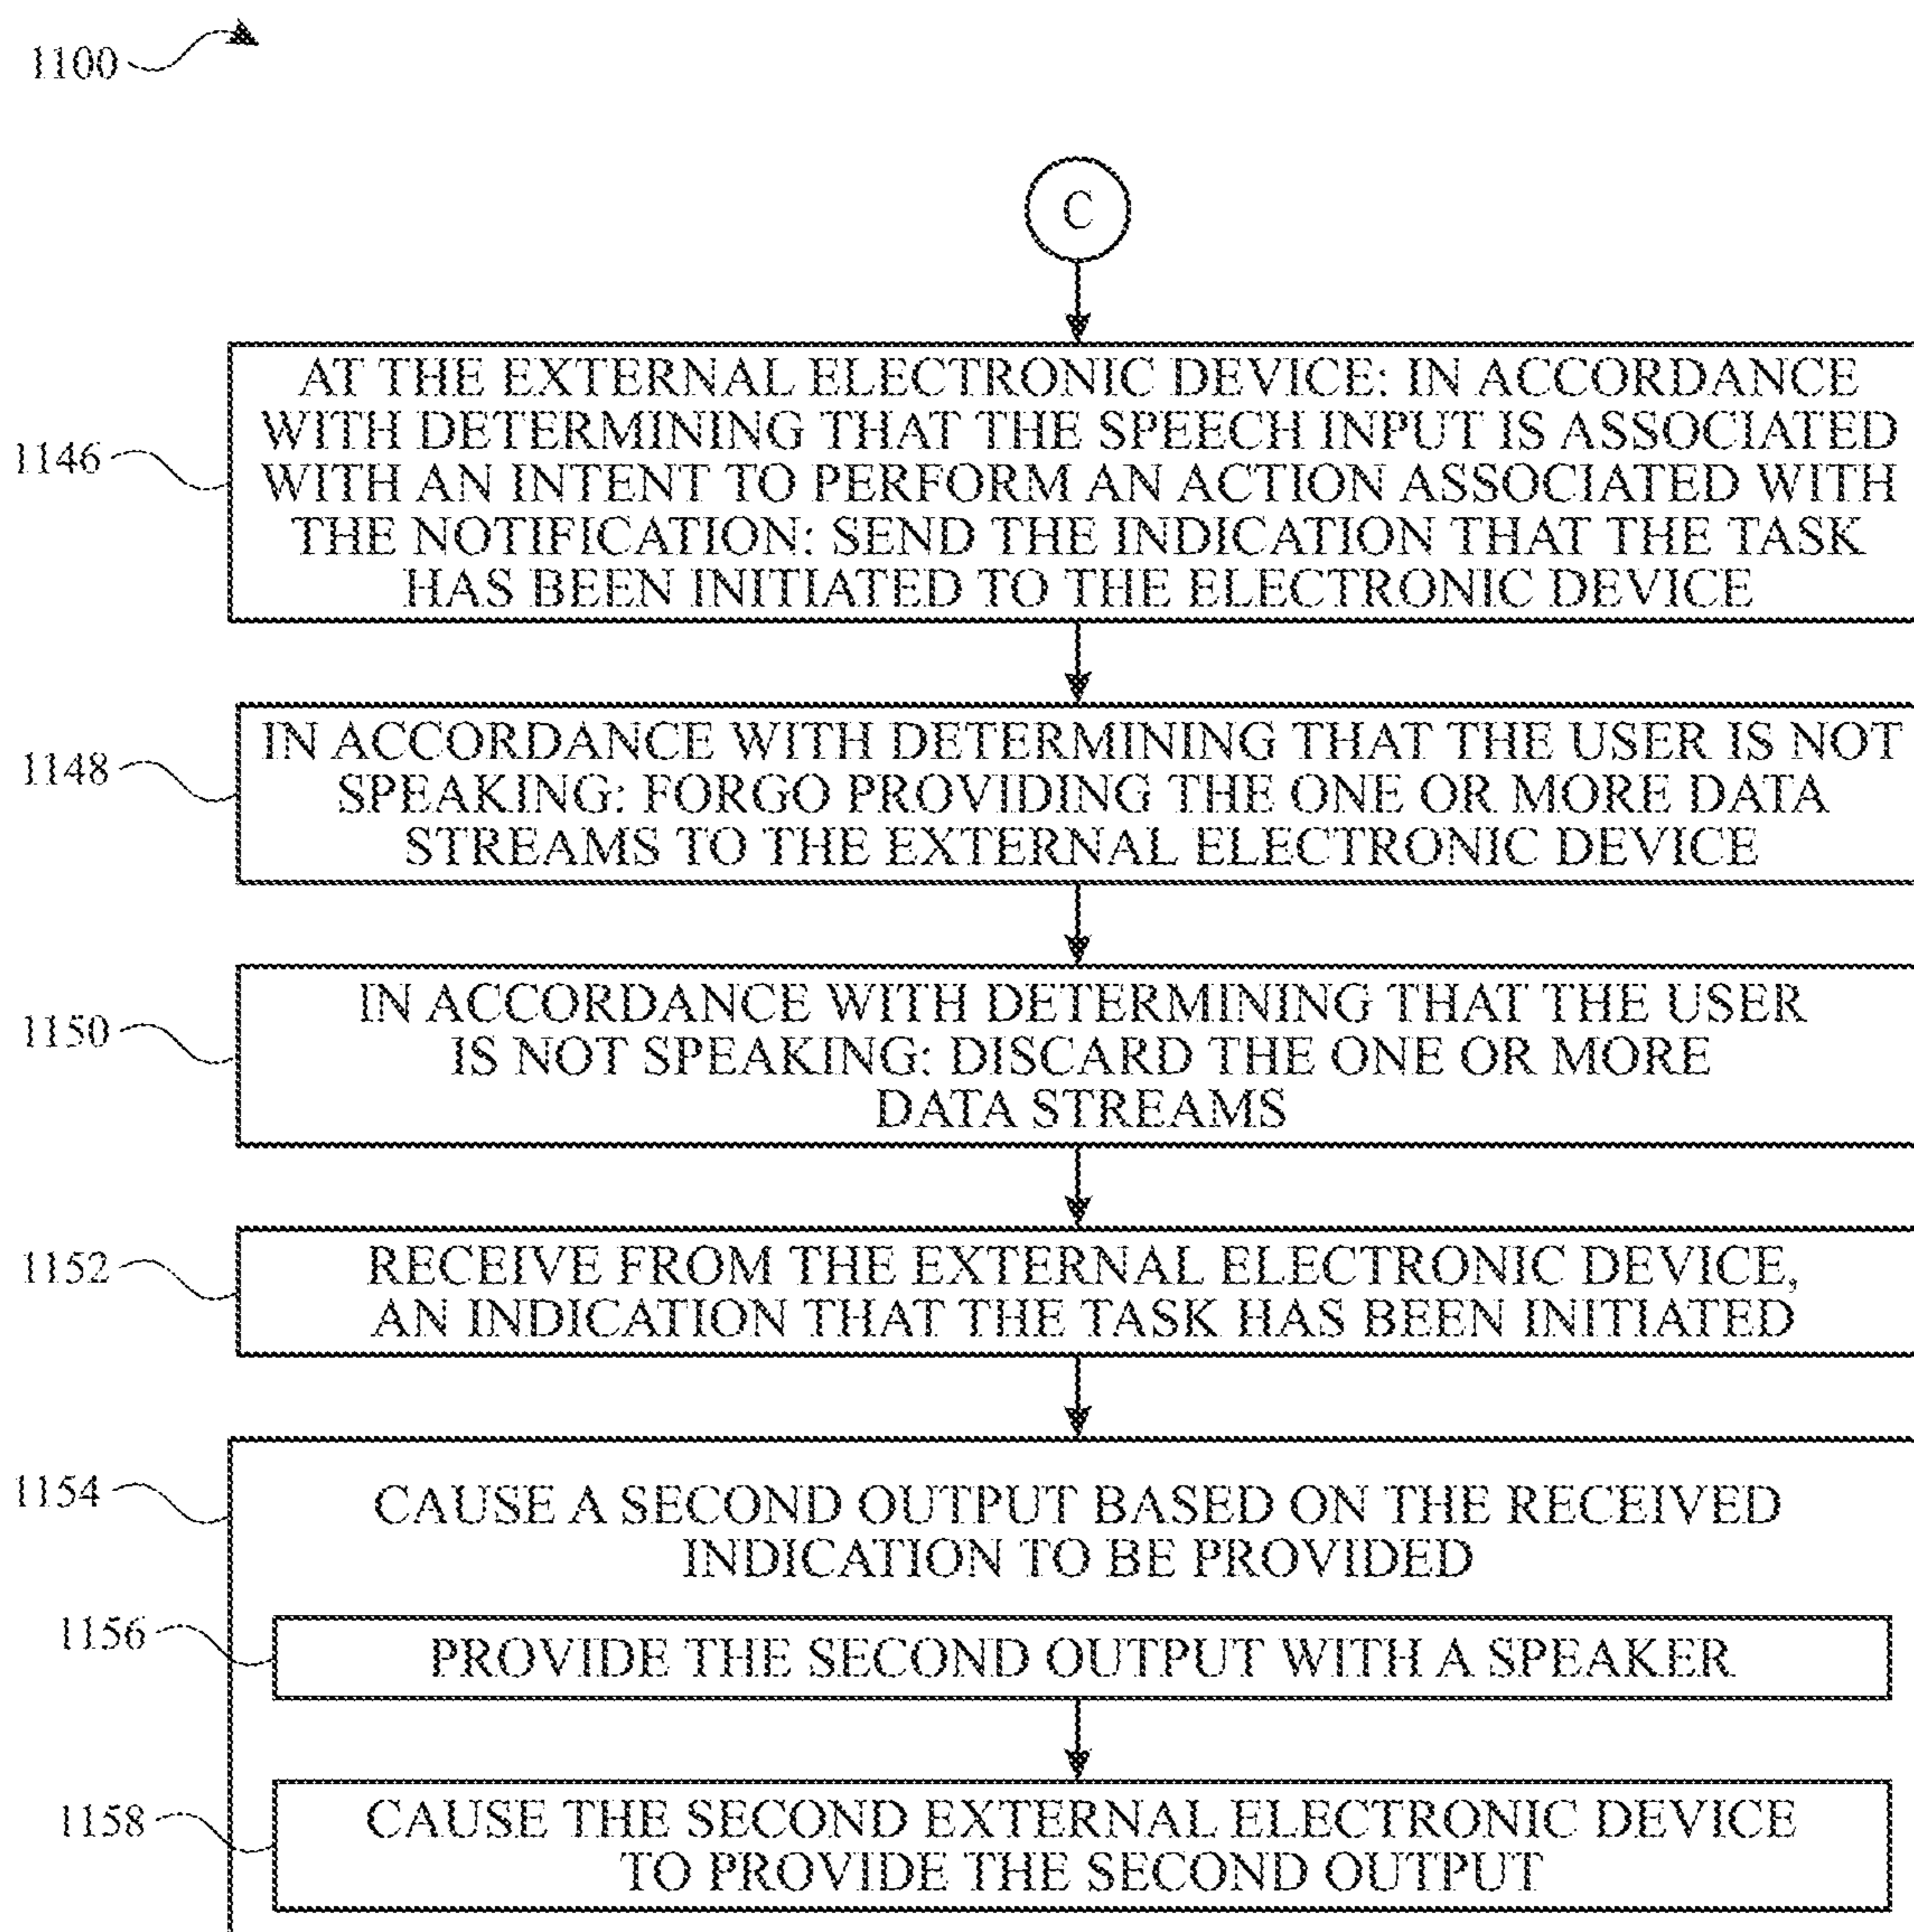 1100
C
1146
AT THE EXTERNAL ELECTRONIC DEVICE: IN ACCORDANCE
WITH DETERMINING THAT THE SPEECH INPUT IS ASSOCIATED
WITH AN INTENT TO PERFORM AN ACTION ASSOCIATED WITH
THE NOTIFICATION: SEND THE INDICATION THAT THE TASK
HAS BEEN INITIATED TO THE ELECTRONIC DEVICE
1148
IN ACCORDANCE WITH DETERMINING THAT THE USER IS NOT
SPEAKING: FORGO PROVIDING THE ONE OR MORE DATA
STREAMS TO THE EXTERNAL ELECTRONIC DEVICE
1150
IN ACCORDANCE WITH DETERMINING THAT THE USER
IS NOT SPEAKING: DISCARD THE ONE OR MORE
DATA STREAMS
1152
RECEIVE FROM THE EXTERNAL ELECTRONIC DEVICE,
AN INDICATION THAT THE TASK HAS BEEN INITIATED
1154
CAUSE A SECOND OUTPUT BASED ON THE RECEIVED
INDICATION TO BE PROVIDED
1156
PROVIDE THE SECOND OUTPUT WITH A SPEAKER
1158
CAUSE THE SECOND EXTERNAL ELECTRONIC DEVICE
TO PROVIDE THE SECOND OUTPUT